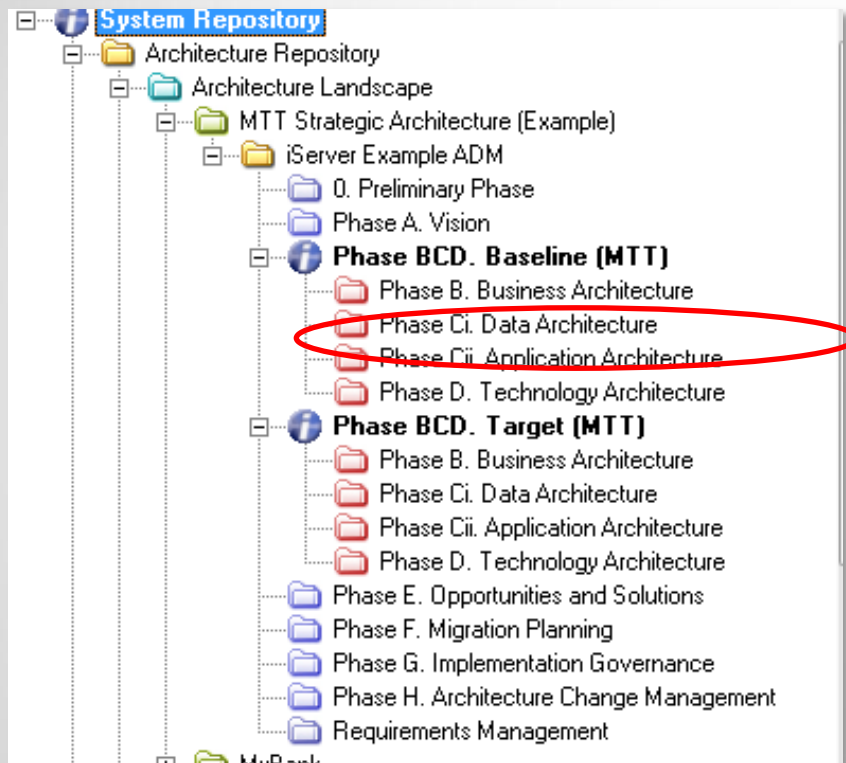 System Repository
Architecture Repository
Architecture Landscape
MTT Strategic Architecture (Example)
iServer Example ADM
0. Preliminary Phase
Phase A. Vision
Phase BCD. Baseline (MTT)
Phase B. Business Architecture
Phase Ci. Data Architecture
Phase Cii. Application Architecture
Phase D. Technology Architecture
Phase BCD. Target (MTT)
Phase B. Business Architecture
Phase Ci. Data Architecture
Phase Cii. Application Architecture
Phase D. Technology Architecture
Phase E. Opportunities and Solutions
Phase F. Migration Planning
Phase G. Implementation Governance
Phase H. Architecture Change Management
Requirements Management
MyBank